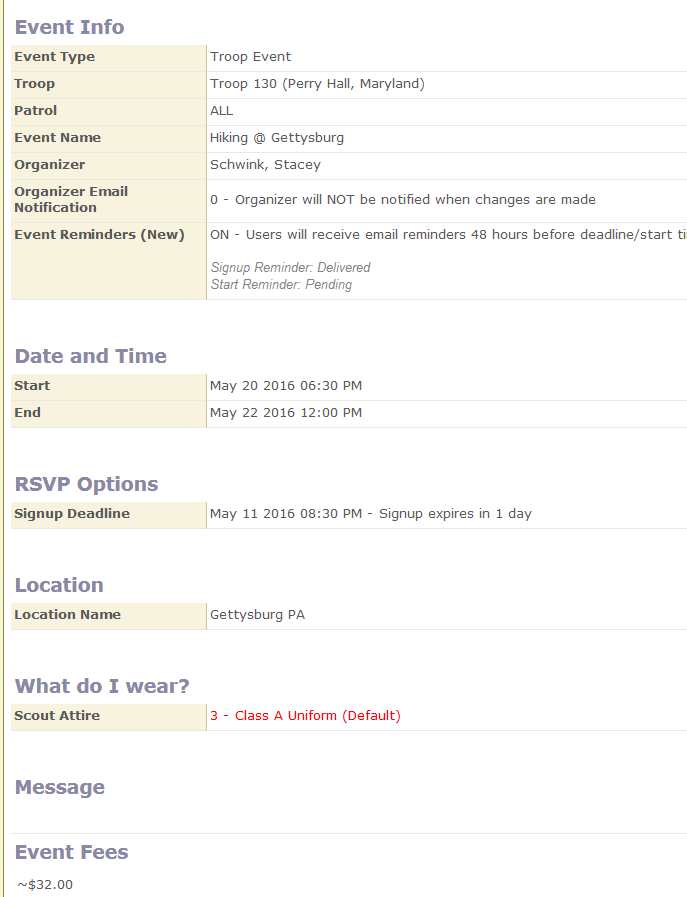 Event Info
Event Type Troop Event
Troop Troop 130 (Perry Hall, Maryland)
Patrol ALL
Event Name Hiking @ Gettysburg
Organizer Schwink, Stacey
Organizer Email
Notification 0 - Organizer will NOT be notified when changes are made
Event Reminders (New) ON - Users will receive email reminders 48 hours before deadline/start
Signup Reminder: Delivered
Start Reminder: Pending
Date and Time
Start May 20 2016 06:30 PM
End May 22 2016 12:00 PM
RSVP Options
Signup Deadline May 11 2016 08:30 PM - Signup expires in 1 day
Location
Location Name Gettysburg PA
What do I wear?
Scout Attire 3 - Class A Uniform (Default)
Message
Event Fees
~$32.00